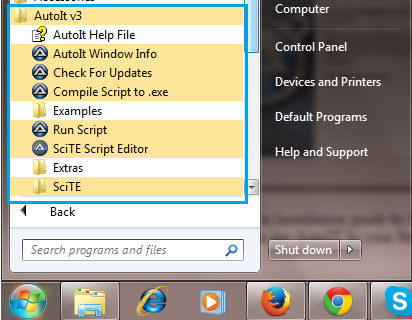 AutoIt v3
AutoIt Help File
AutoIt Window Info
Check For Updates
Compile Script to .exe
Examples
Run Script
SciTE Script Editor
Extras
SciTE
Back
Search programs and files
Computer
Control Panel
Devices and Printers
Default Programs
Help and Support
Shut down